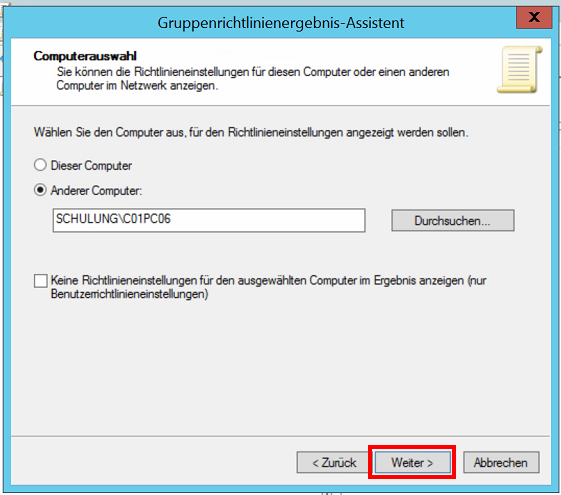 Gruppenrichtlinienergebnis-Assistent
X
Computerauswahl
Sie können die Richtlinieneinstellungen für diesen Computer oder einen anderen
Computer im Netzwerk anzeigen.
Wählen Sie den Computer aus, für den Richtlinieneinstellungen angezeigt werden sollen.
Dieser Computer
Anderer Computer:
SCHULUNG\C01PC06
Durchsuchen...
Keine Richtlinieneinstellungen für den ausgewählten Computer im Ergebnis anzeigen (nur
Benutzerrichtlinieneinstellungen)
< Zurück
Weiter >
Abbrechen